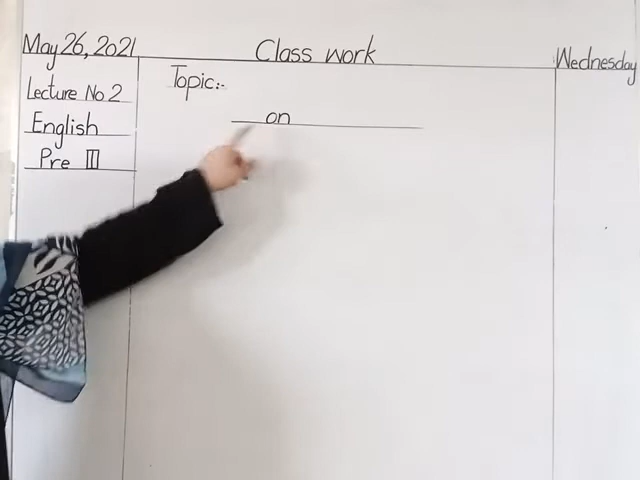 May 26, 2021 Class work Wednesday
Topic:-
Lecture No 2
on
English
Pre III